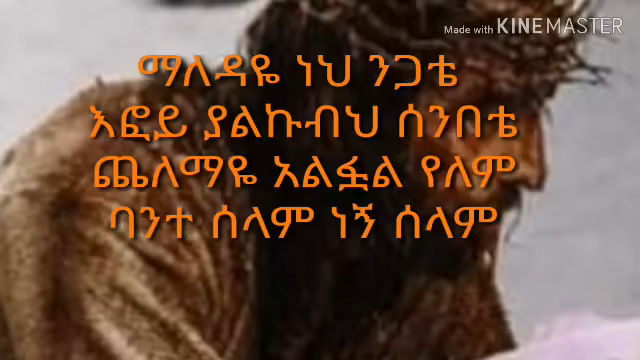 Made with KINEMASTER
ማለዳዬ ነህ ንጋቴ
እፎይ ያልኩብህ ሰንበቴ
ጨለማዬ አልፏል የለም
ባንተ ሰላም ነኝ ሰላም